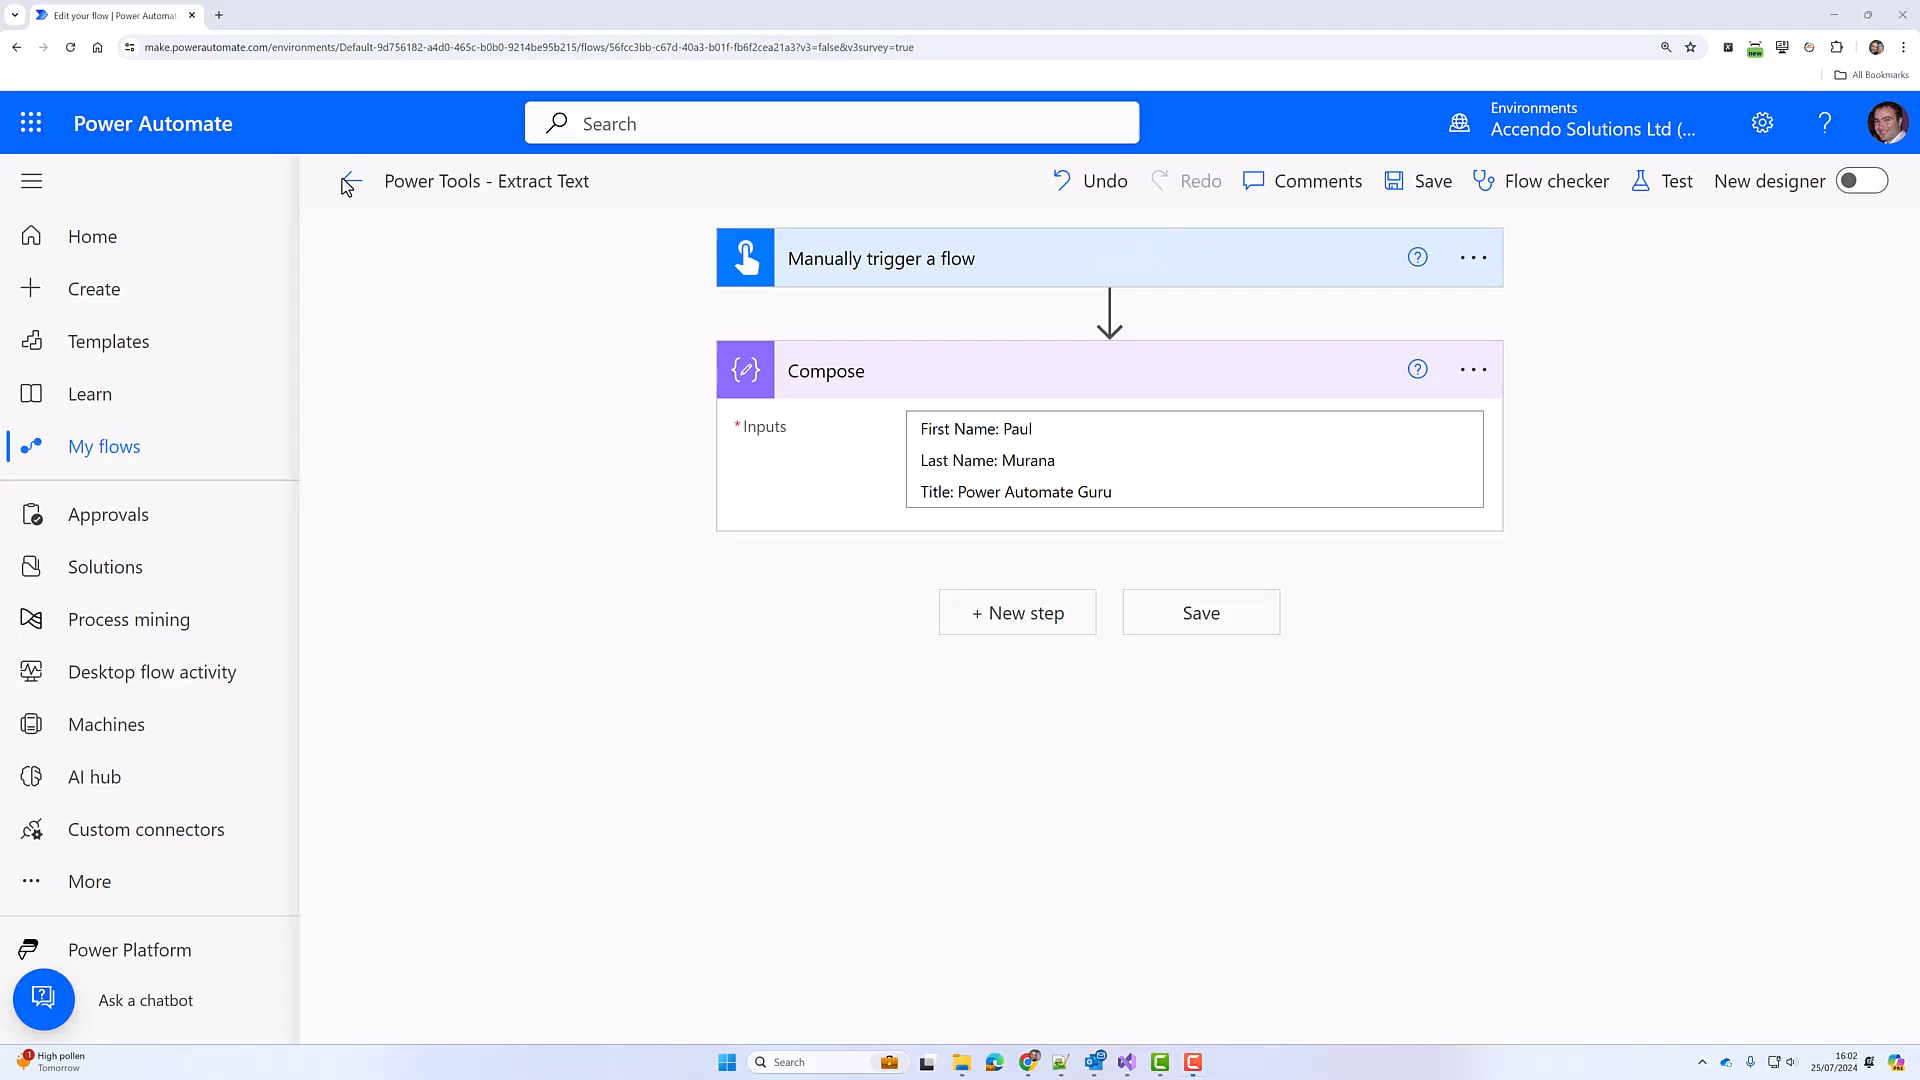 Edit your flow | Power Automate
make.powerautomate.com/environments/Default-9d756182-a4d0-465c-b0b0-9214be95b215/flows/56fcc3bb-c67d-40a3-b01f-fb6f2cea21a3?v3=false&v3survey=true
new
All Bookmarks
Power Automate
Search
Environments
Accendo Solutions Ltd (...
Power Tools - Extract Text
Undo
Redo
Comments
Save
Flow checker
Test
New designer
Home
Create
Templates
Learn
My flows
Approvals
Solutions
Process mining
Desktop flow activity
Machines
AI hub
Custom connectors
More
Power Platform
Ask a chatbot
Manually trigger a flow
Compose
* Inputs
First Name: Paul
Last Name: Murana
Title: Power Automate Guru
+ New step
Save
1
High pollen
Tomorrow
Search
16:02
25/07/2024
PRE